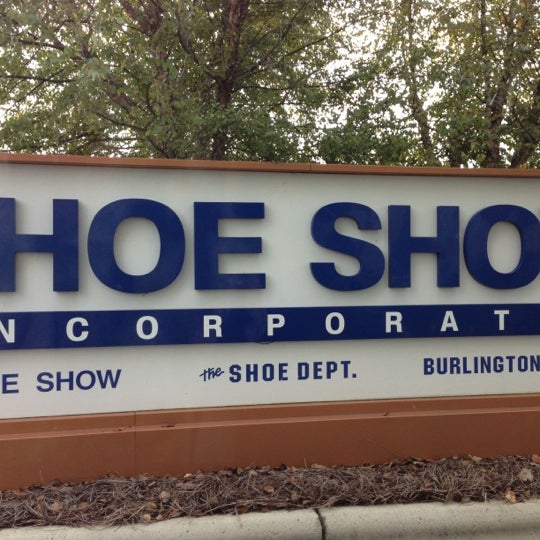 HOE SHO
NCORPORAT
E SHOW the SHOE DEPT. BURLINGTON